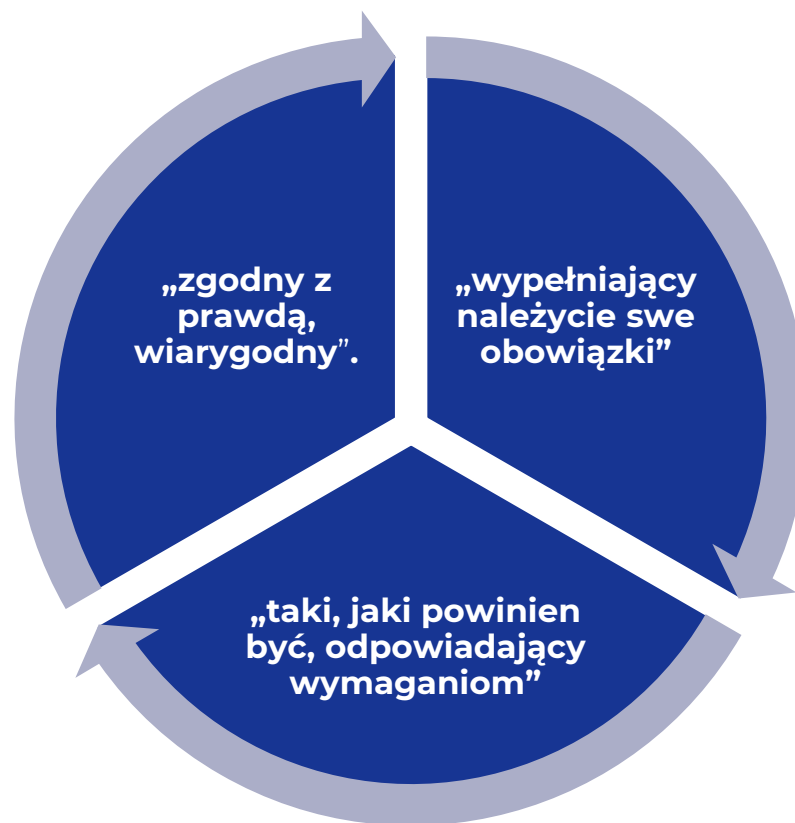 „zgodny z
prawdą,
wiarygodny”.
„wypełniający
należycie swe
obowiązki”
„taki, jaki powinien
być, odpowiadający
wymaganiom”